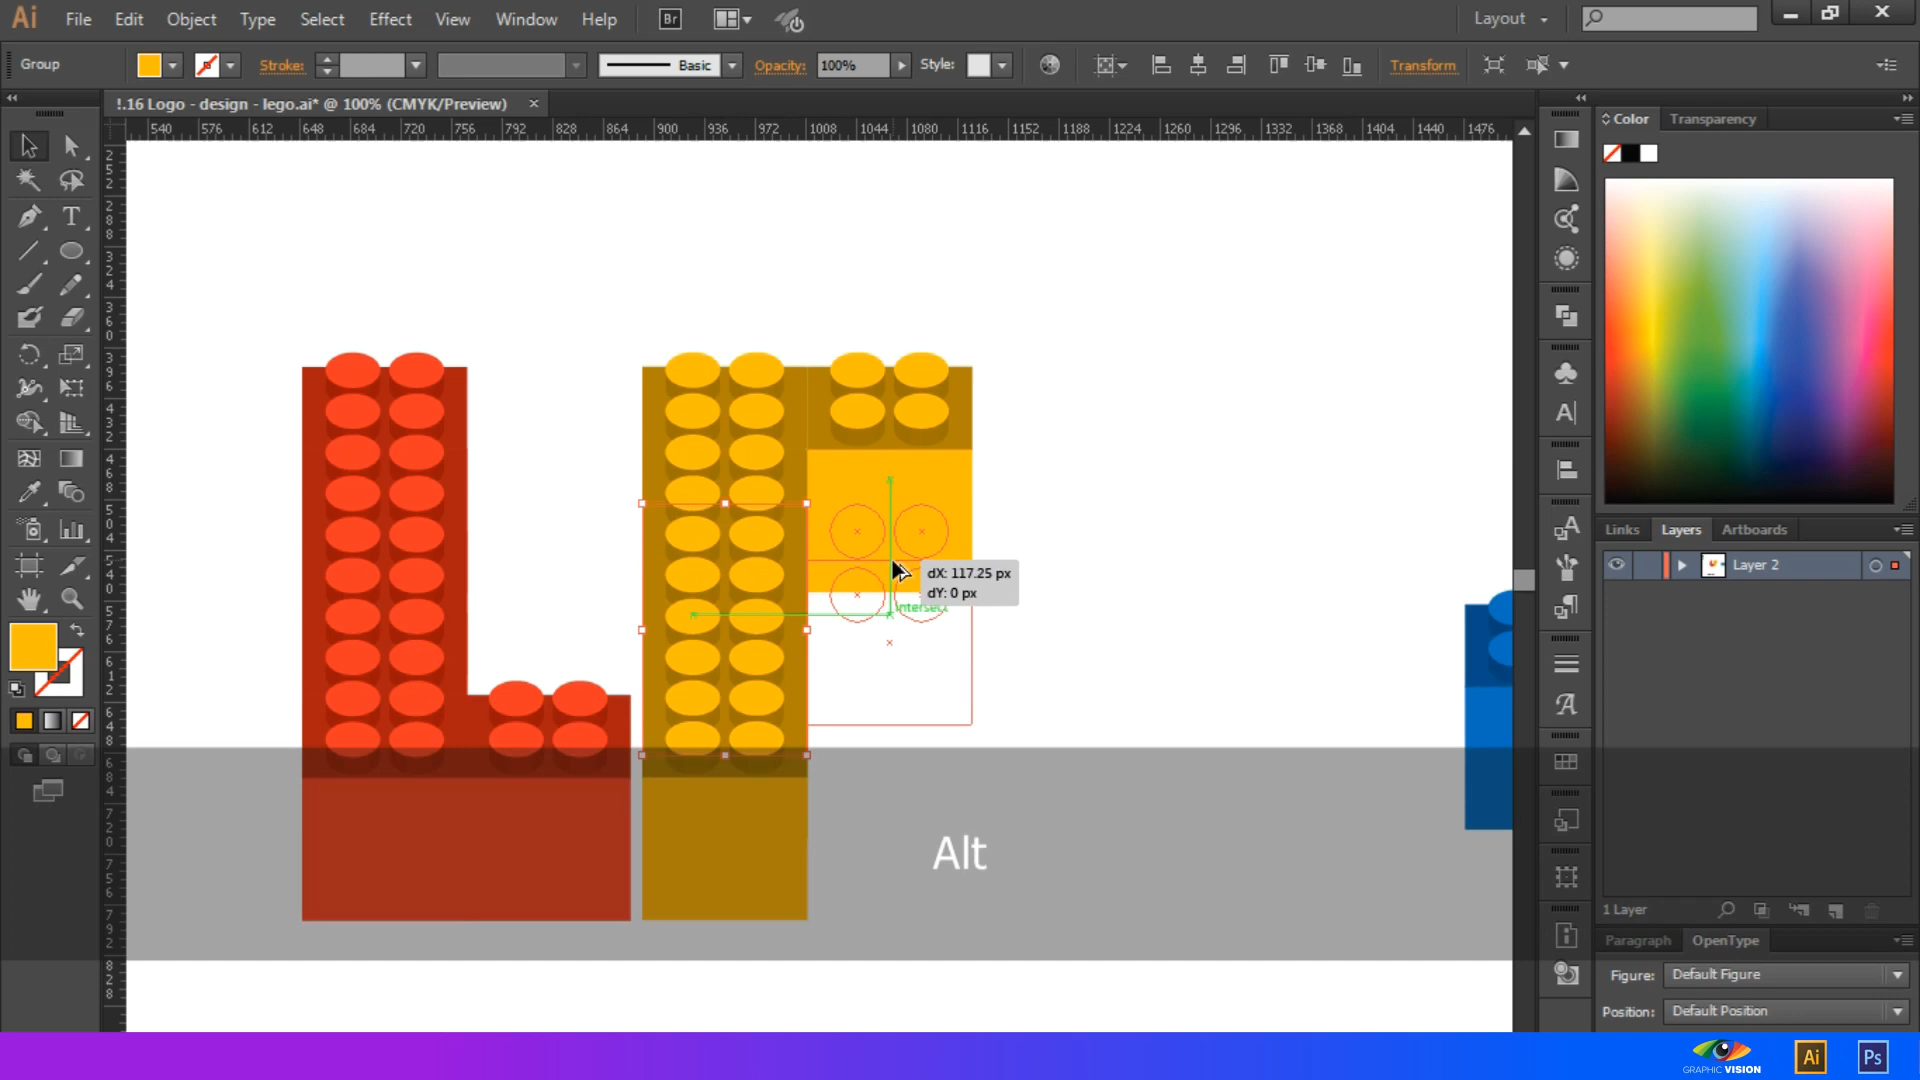 Ai File Edit Object Type Select Effect View Window Help Br Layout
Group Stroke: Basic Opacity: 100% Style: Transform
!.16 Logo - design - lego.ai* @ 100% (CMYK/Preview) ×
540 576 612 648 684 720 756 792 828 864 900 936 972 1008 1044 1080 1116 1152 1188 1224 1260 1296 1332 1368 1404 1440 1476
Color Transparency
dX: 117.25 px
dY: 0 px
Intersect
Links Layers Artboards
Layer 2
Alt
1 Layer
Paragraph OpenType
Figure: Default Figure
Position: Default Position
GRAPHIC VISION Ai Ps